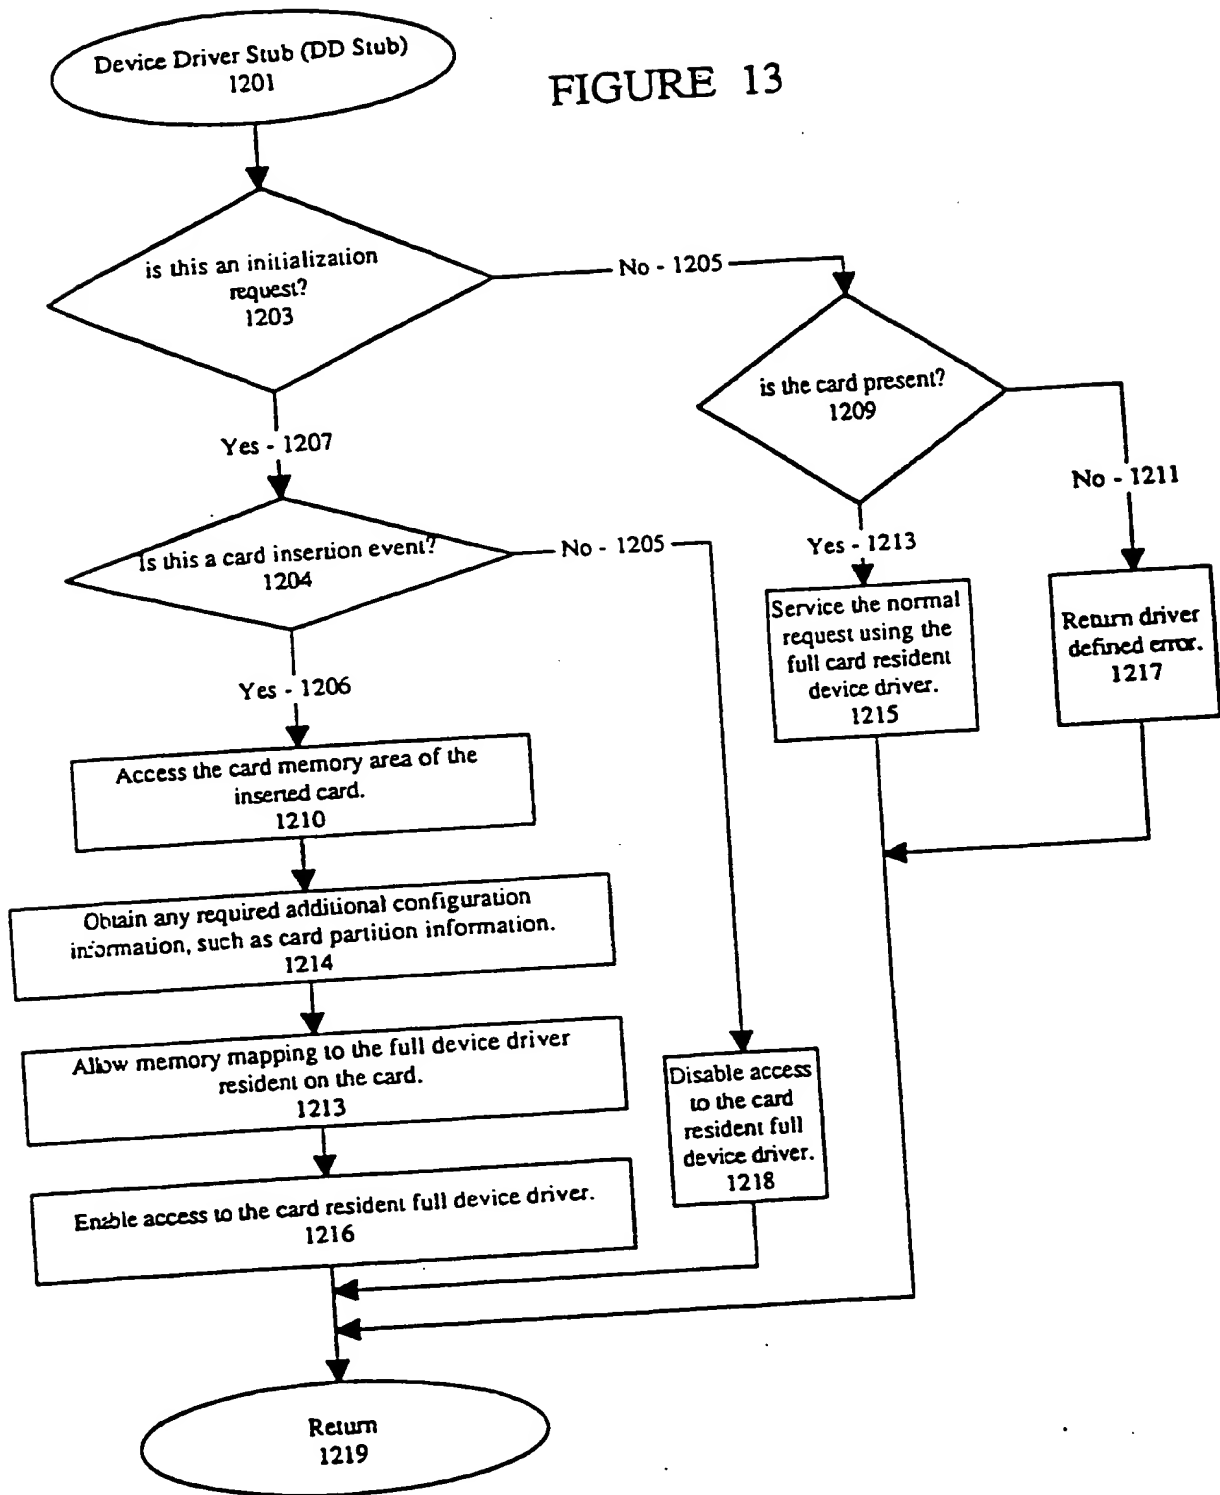 Device Driver Stub (DD Stub)
1201
FIGURE 13
is this an initialization
request?
1203
No - 1205
is the card present?
1209
Yes - 1207
No - 1211
Is this a card insertion event?
1204
No - 1205
Yes - 1213
Service the normal
request using the
full card resident
device driver.
1215
Return driver
defined error.
1217
Yes - 1206
Access the card memory area of the
inserted card.
1210
Obtain any required additional configuration
information, such as card partition information.
1214
Allow memory mapping to the full device driver
resident on the card.
1213
Disable access
to the card
resident full
device driver.
1218
Enable access to the card resident full device driver.
1216
Return
1219